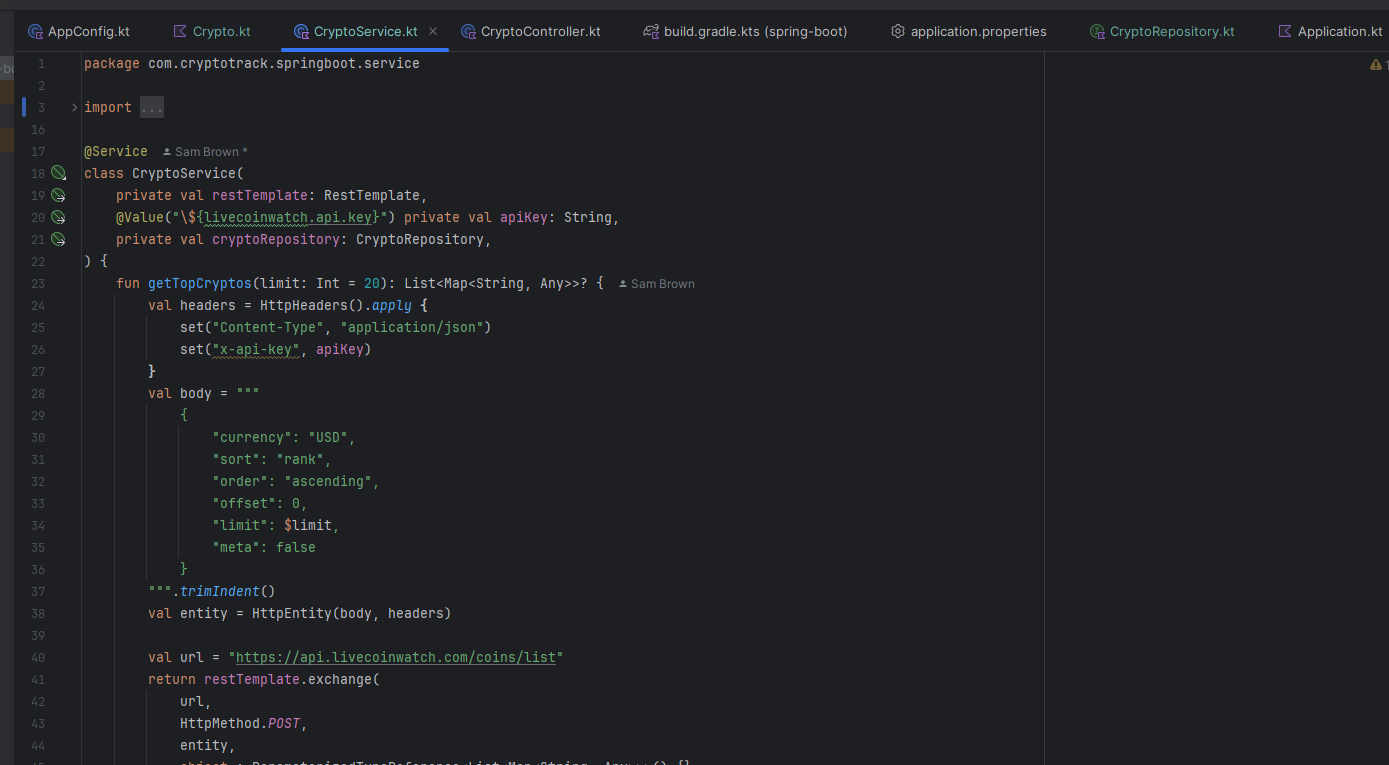 AppConfig.kt Crypto.kt CryptoService.kt CryptoController.kt build.gradle.kts (spring-boot) application.properties CryptoRepository.kt Application.kt
1 package com.cryptotrack.springboot.service
2
3 import ...
16
17 @Service Sam Brown *
18 class CryptoService(
19 private val restTemplate: RestTemplate,
20 @Value("\${livecoinwatch.api.key}") private val apiKey: String,
21 private val cryptoRepository: CryptoRepository,
22 ) {
23 fun getTopCryptos(limit: Int = 20): List<Map<String, Any>>? { Sam Brown
24 val headers = HttpHeaders().apply {
25 set("Content-Type", "application/json")
26 set("x-api-key", apiKey)
27 }
28 val body = """
29 {
30 "currency": "USD",
31 "sort": "rank",
32 "order": "ascending",
33 "offset": 0,
34 "limit": $limit,
35 "meta": false
36 }
37 """.trimIndent()
38 val entity = HttpEntity(body, headers)
39
40 val url = "https://api.livecoinwatch.com/coins/list"
41 return restTemplate.exchange(
42 url,
43 HttpMethod.POST,
44 entity,